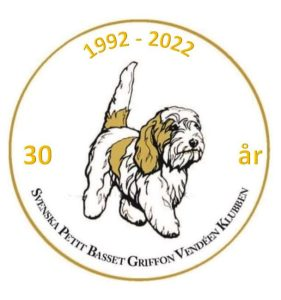 1992 - 2022
30 år
SVENSKA PETIT BASSET GRIFFON VENDÉEN KLUBBEN